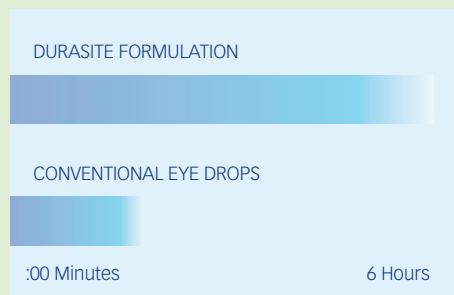 DURASITE FORMULATION
CONVENTIONAL EYE DROPS
:00 Minutes 6 Hours